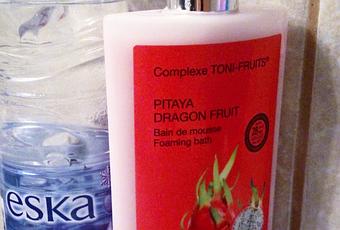 Complexe TONI-FRUITS®
PITAYA
DRAGON FRUIT
Bain de mousse
Foaming bath
eska